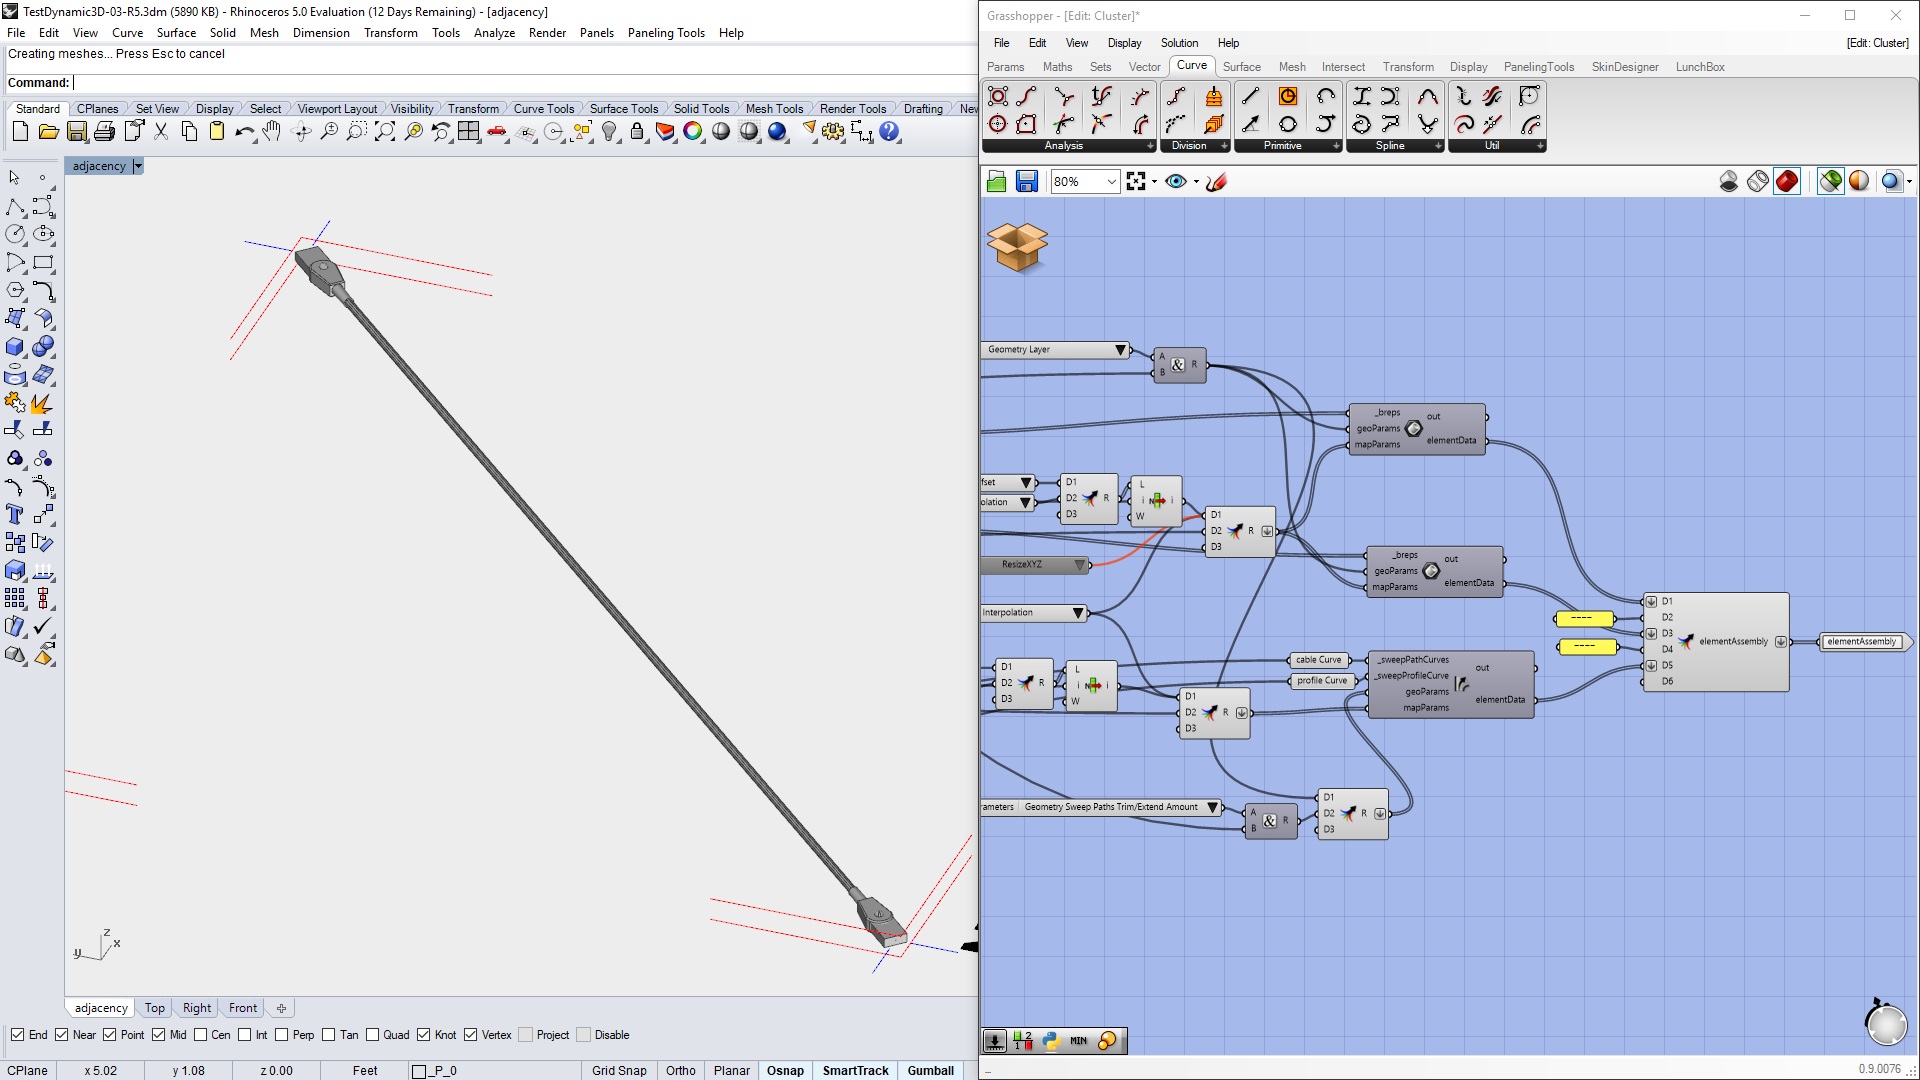 TestDynamic3D-03-R5.3dm (5890 KB) - Rhinoceros 5.0 Evaluation (12 Days Remaining) - [adjacency]
File Edit View Curve Surface Solid Mesh Dimension Transform Tools Analyze Render Panels Paneling Tools Help
Creating meshes... Press Esc to cancel
Command:
Standard CPlanes Set View Display Select Viewport Layout Visibility Transform Curve Tools Surface Tools Solid Tools Mesh Tools Render Tools Drafting New
adjacency
z
x
y
adjacency Top Right Front
End Near Point Mid Cen Int Perp Tan Quad Knot Vertex Project Disable
CPlane x 5.02 y 1.08 z 0.00 Feet _P_0 Grid Snap Ortho Planar Osnap SmartTrack Gumball
Grasshopper - [Edit: Cluster]*
File Edit View Display Solution Help [Edit: Cluster]
Params Maths Sets Vector Curve Surface Mesh Intersect Transform Display PanelingTools SkinDesigner LunchBox
Analysis Division Primitive Spline Util
80%
Geometry Layer
A
B
&
R
_breps
geoParams
mapParams
out
elementData
fset
olation
D1
D2
D3
R
L
i
W
N
i
D1
D2
D3
R
ResizeXYZ
_breps
geoParams
mapParams
out
elementData
Interpolation
D1
D2
D3
D4
D5
D6
elementAssembly
elementAssembly
----
----
D1
D2
D3
R
L
i
W
N
i
cable Curve
profile Curve
_sweepPathCurves
_sweepProfileCurve
geoParams
mapParams
out
elementData
D1
D2
D3
R
rameters Geometry Sweep Paths Trim/Extend Amount
A
B
&
R
D1
D2
D3
R
1 2
MIN
0.9.0076